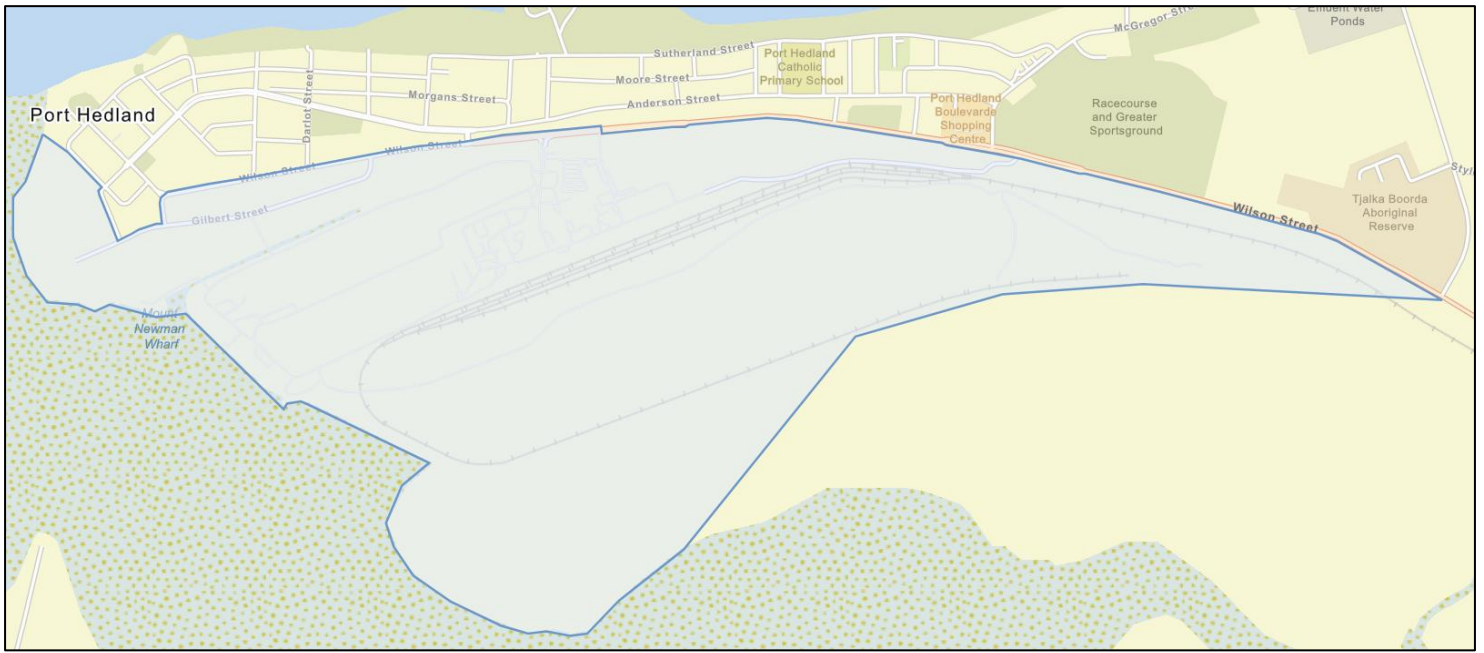 McGregor Stre
Effluent Water
Ponds
Sutherland Street
Port Hedland
Catholic
Primary School
Moore Street
Morgans Street
Anderson Street
Darlot Street
Port Hedland
Port Hedland
Boulevarde
Shopping
Centre
Racecourse
and Greater
Sportsground
Wilson Street
Wilson Street
Styli
Gilbert Street
Tjalka Boorda
Aboriginal
Reserve
Wilson Street
Mount
Newman
Wharf